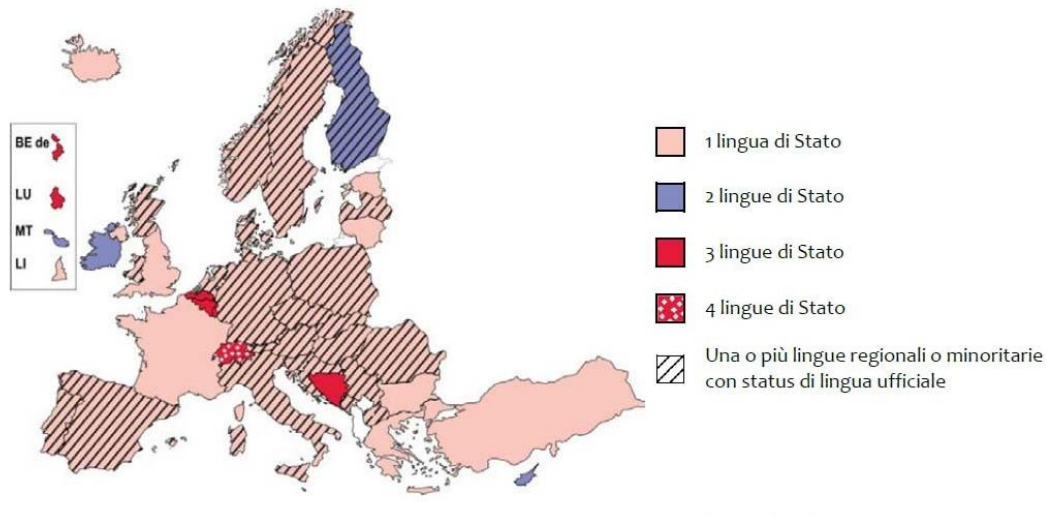 BE de
LU
MT
LI
1 lingua di Stato
2 lingue di Stato
3 lingue di Stato
4 lingue di Stato
Una o più lingue regionali o minoritarie
con status di lingua ufficiale